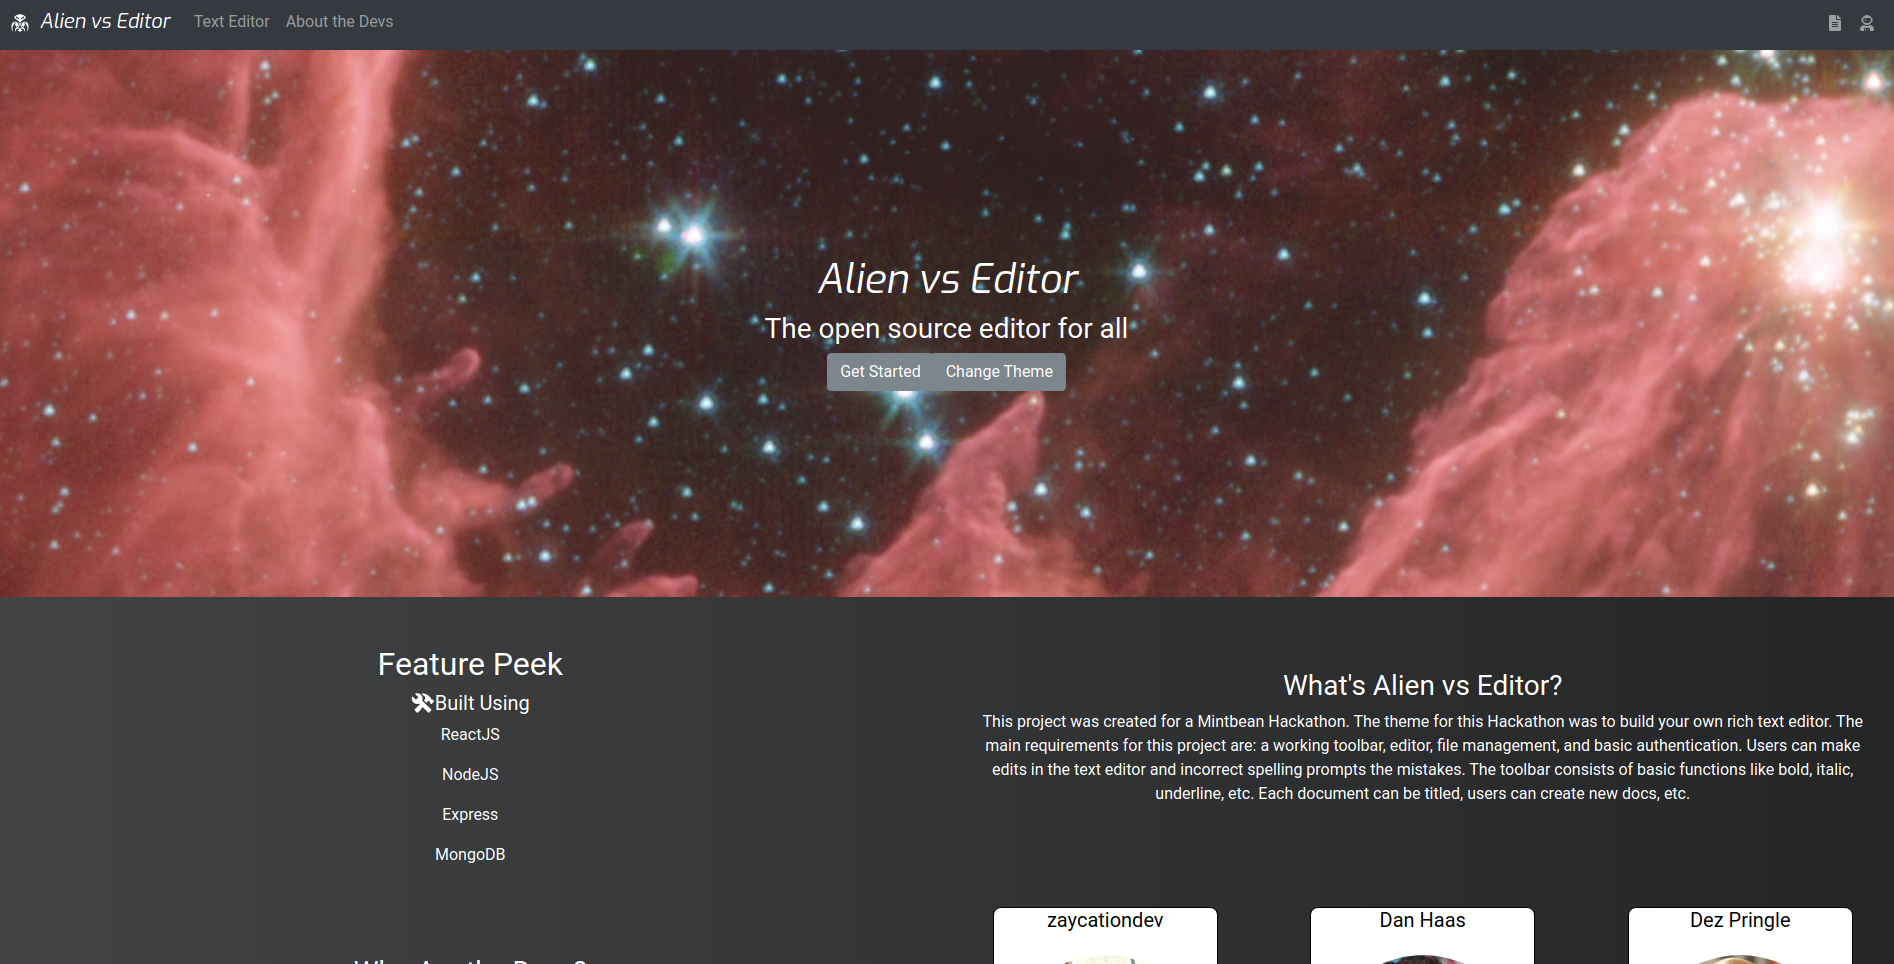 Alien vs Editor Text Editor About the Devs
Alien vs Editor
The open source editor for all
Get Started Change Theme
Feature Peek
Built Using
ReactJS
NodeJS
Express
MongoDB
What's Alien vs Editor?
This project was created for a Mintbean Hackathon. The theme for this Hackathon was to build your own rich text editor. The
main requirements for this project are: a working toolbar, editor, file management, and basic authentication. Users can make
edits in the text editor and incorrect spelling prompts the mistakes. The toolbar consists of basic functions like bold, italic,
underline, etc. Each document can be titled, users can create new docs, etc.
zaycationdev
Dan Haas
Dez Pringle